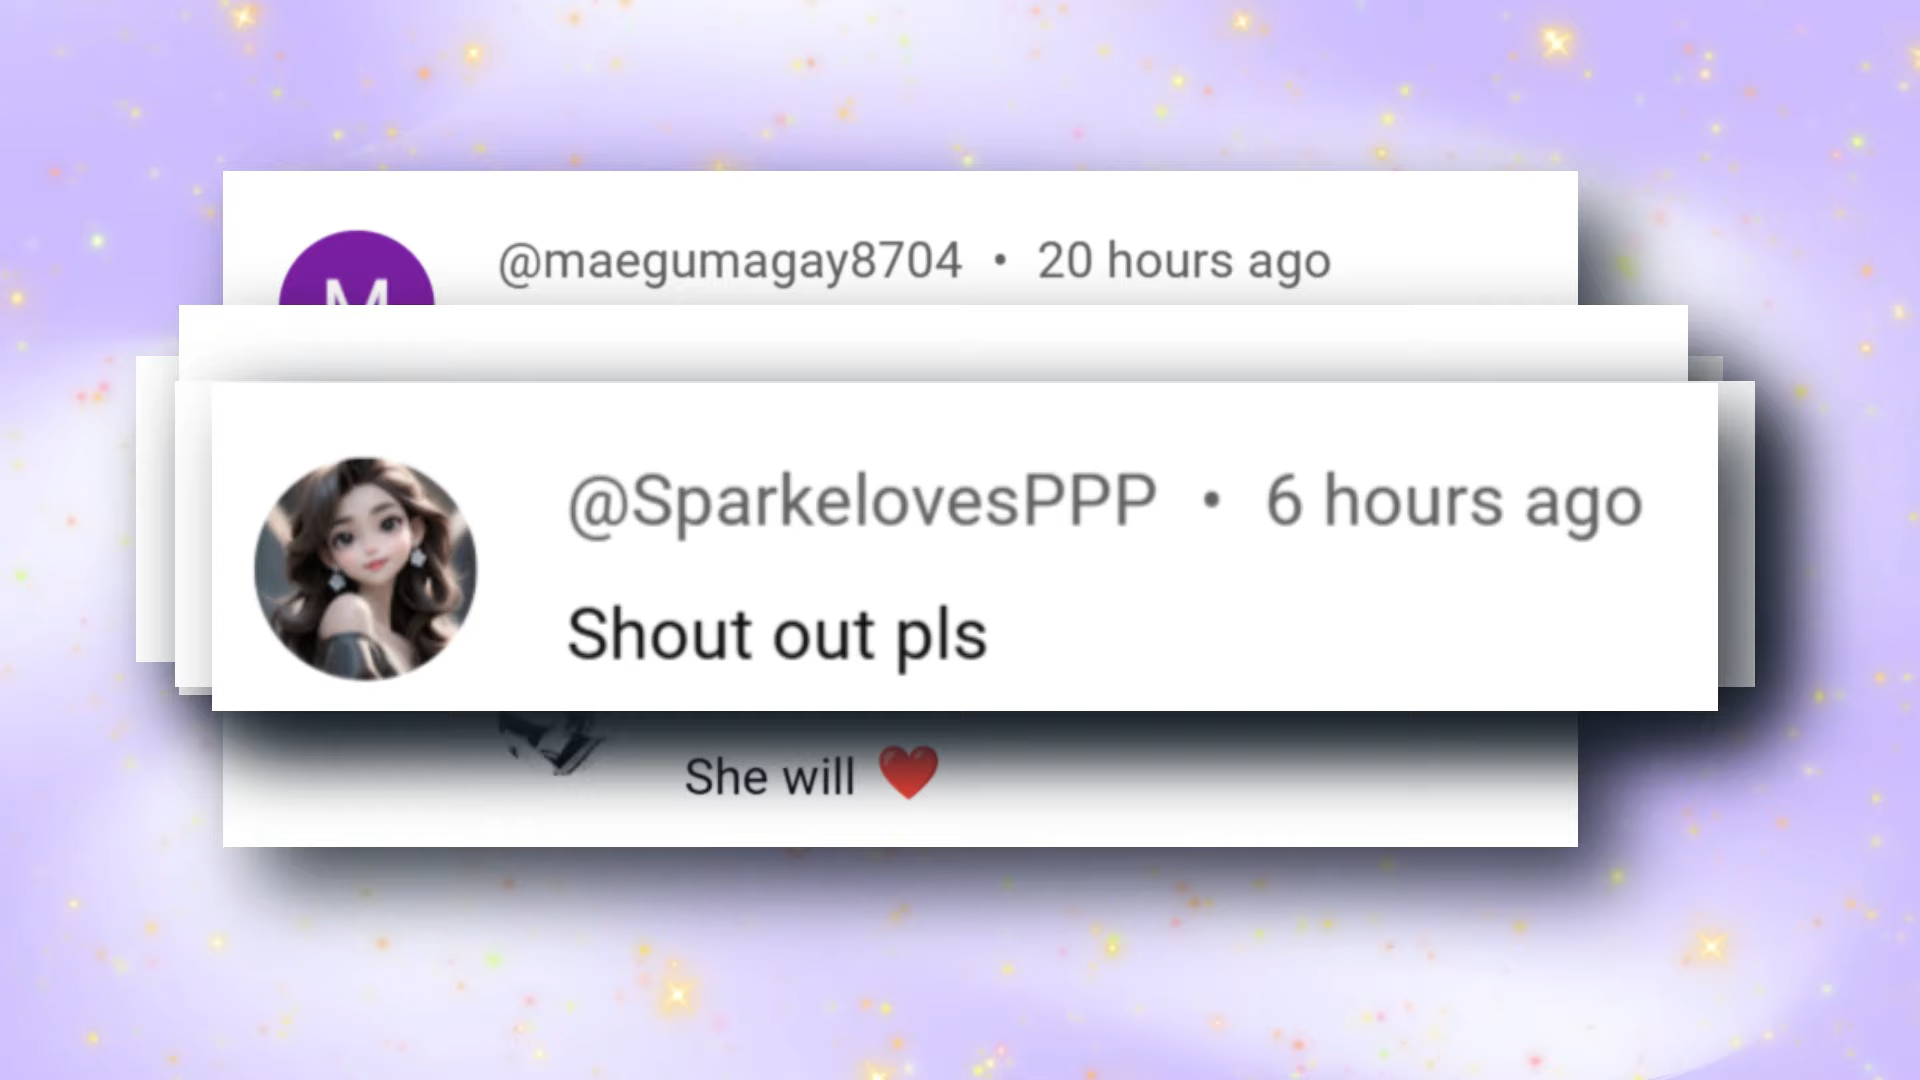 @maegumagay8704 • 20 hours ago
M
@SparkelovesPPP • 6 hours ago
Shout out pls
She will ❤️